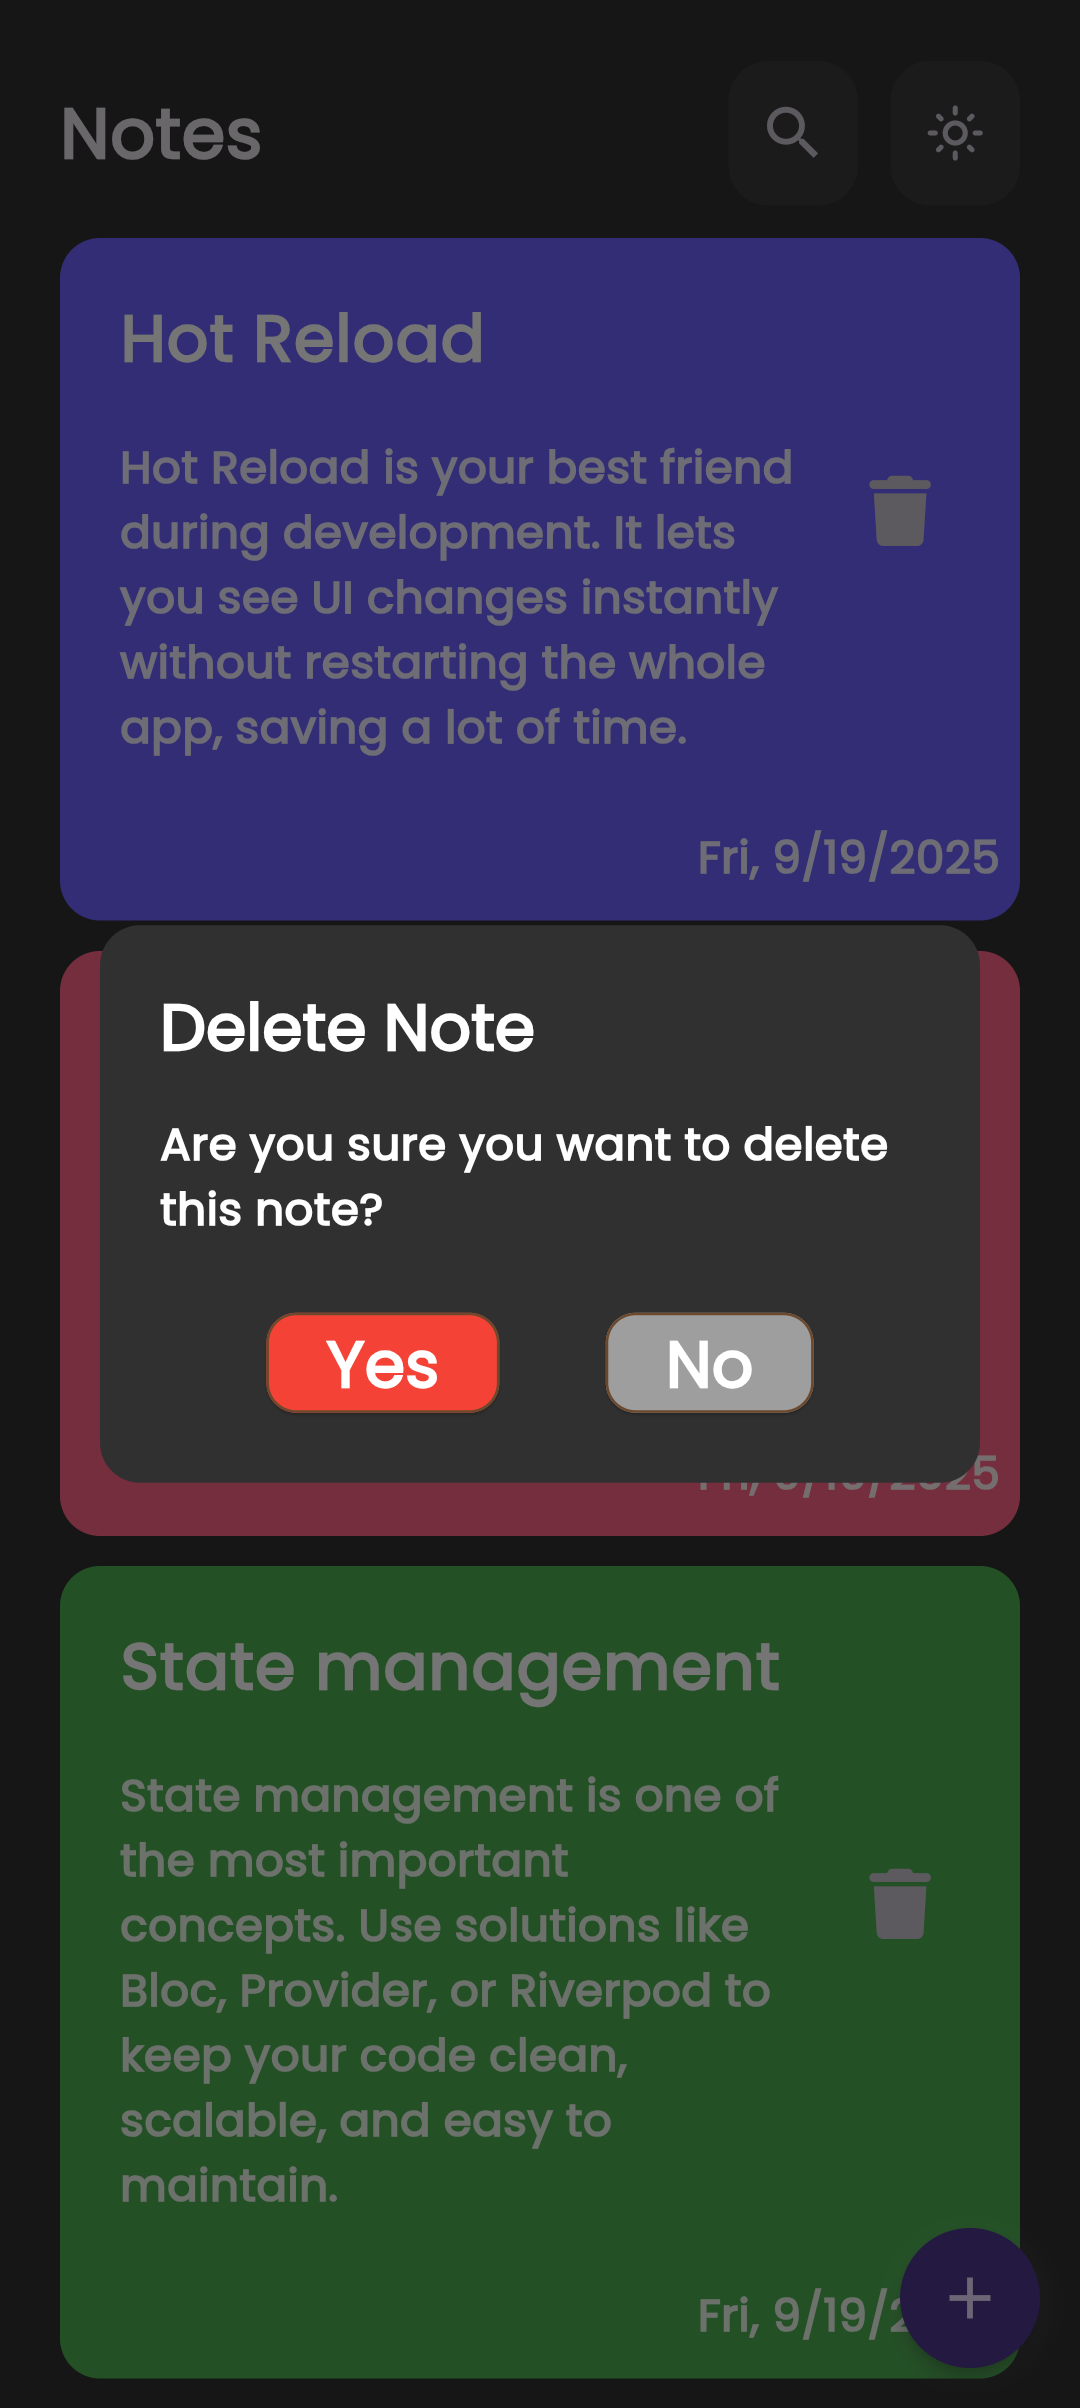 Notes
Hot Reload
Hot Reload is your best friend
during development. It lets
you see UI changes instantly
without restarting the whole
app, saving a lot of time.
Fri, 9/19/2025
Delete Note
Are you sure you want to delete
this note?
Yes
No
State management
State management is one of
the most important
concepts. Use solutions like
Bloc, Provider, or Riverpod to
keep your code clean,
scalable, and easy to
maintain.
Fri, 9/19/2